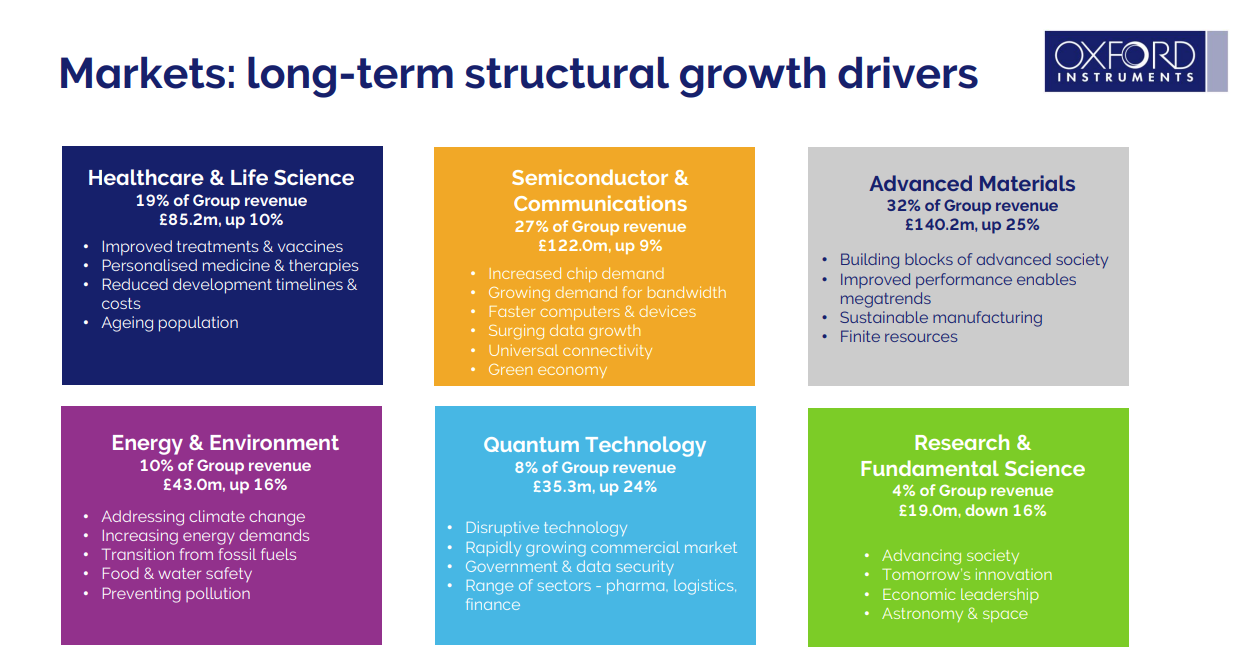 Markets: long-term structural growth drivers
OXFORD
INSTRUMENTS
Healthcare & Life Science
19% of Group revenue
£85.2m, up 10%
• Improved treatments & vaccines
• Personalised medicine & therapies
• Reduced development timelines &
costs
• Ageing population
Semiconductor &
Communications
27% of Group revenue
£122.0m, up 9%
• Increased chip demand
• Growing demand for bandwidth
• Faster computers & devices
• Surging data growth
• Universal connectivity
• Green economy
Advanced Materials
32% of Group revenue
£140.2m, up 25%
• Building blocks of advanced society
• Improved performance enables
megatrends
• Sustainable manufacturing
• Finite resources
Energy & Environment
10% of Group revenue
£43.0m, up 16%
• Addressing climate change
• Increasing energy demands
• Transition from fossil fuels
• Food & water safety
• Preventing pollution
Quantum Technology
8% of Group revenue
£35.3m, up 24%
• Disruptive technology
• Rapidly growing commercial market
• Government & data security
• Range of sectors - pharma, logistics,
finance
Research &
Fundamental Science
4% of Group revenue
£19.0m, down 16%
• Advancing society
• Tomorrow's innovation
• Economic leadership
• Astronomy & space